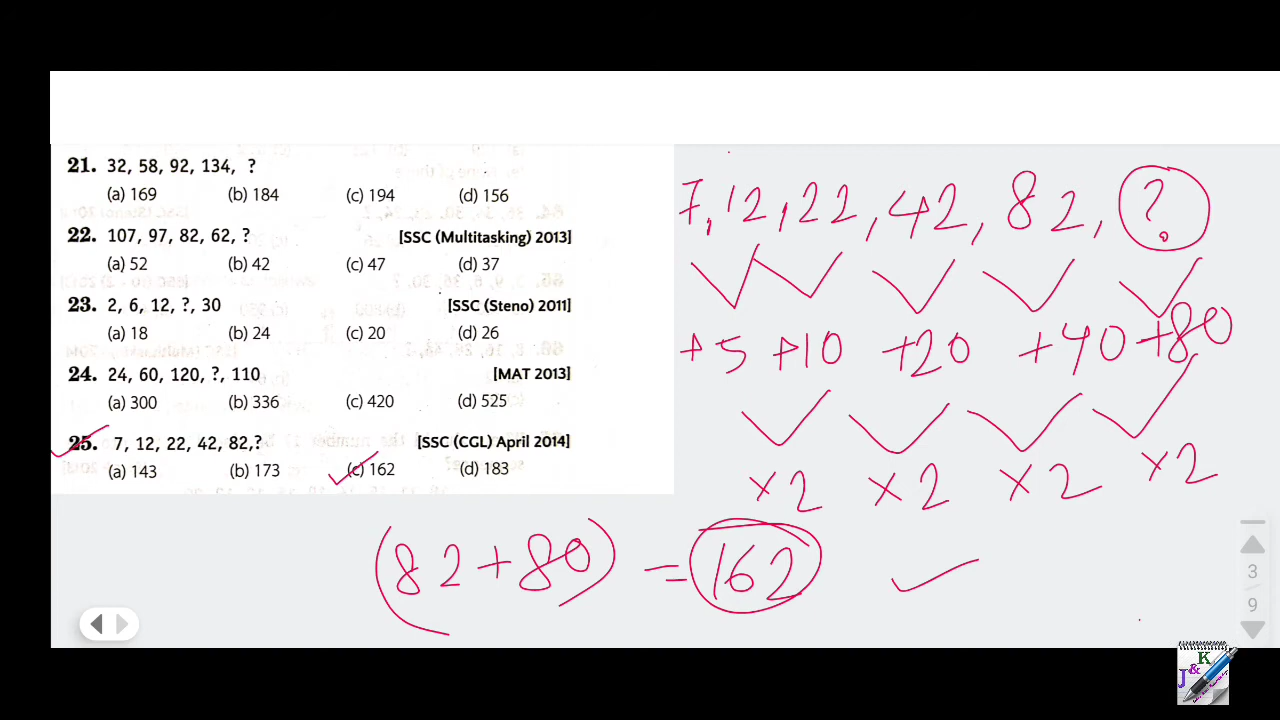 21. 32, 58, 92, 134, ?
(a) 169 (b) 184 (c) 194 (d) 156
22. 107, 97, 82, 62, ? [SSC (Multitasking) 2013]
(a) 52 (b) 42 (c) 47 (d) 37
23. 2, 6, 12, ?, 30 [SSC (Steno) 2011]
(a) 18 (b) 24 (c) 20 (d) 26
24. 24, 60, 120, ?, 110 [MAT 2013]
(a) 300 (b) 336 (c) 420 (d) 525
25. 7, 12, 22, 42, 82,? [SSC (CGL) April 2014]
(a) 143 (b) 173 (c) 162 (d) 183
7, 12, 22, 42, 82, ?
+5 +10 +20 +40 +80
×2 ×2 ×2 ×2
(82+80) = 162
3
9
J&K